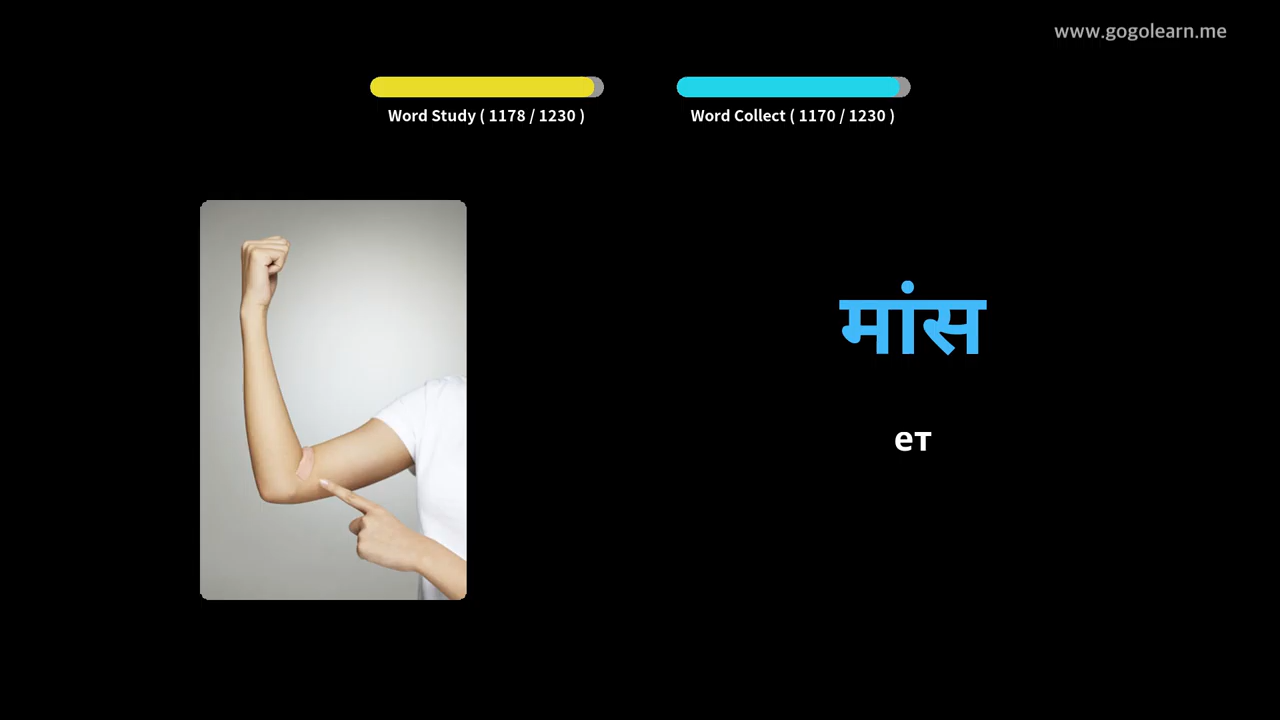 www.gogolearn.me
Word Study ( 1178 / 1230 )
Word Collect ( 1170 / 1230 )
मांस
ет